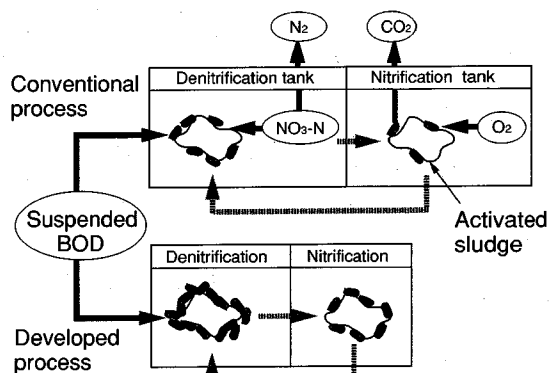 N2
CO2
Denitrification tank
Nitrification tank
Conventional
process
NO3-N
O2
Suspended
BOD
Activated
sludge
Denitrification
Nitrification
Developed
process